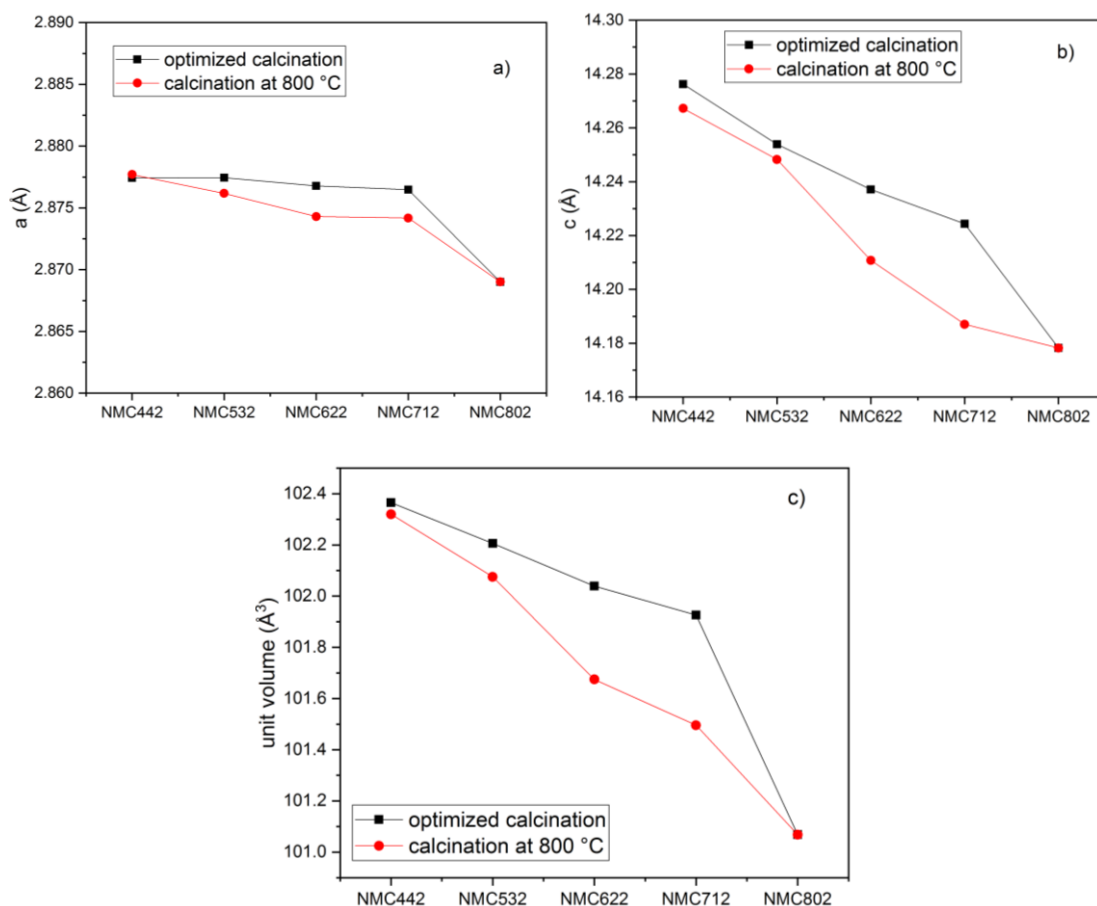 2.890
2.885
2.880
2.875
2.870
2.865
2.860
a (Å)
optimized calcination
calcination at 800 °C
a)
NMC442 NMC532 NMC622 NMC712 NMC802
14.30
14.28
14.26
14.24
14.22
14.20
14.18
14.16
c (Å)
optimized calcination
calcination at 800 °C
b)
NMC442 NMC532 NMC622 NMC712 NMC802
102.4
102.2
102.0
101.8
101.6
101.4
101.2
101.0
unit volume (Å³)
c)
optimized calcination
calcination at 800 °C
NMC442 NMC532 NMC622 NMC712 NMC802